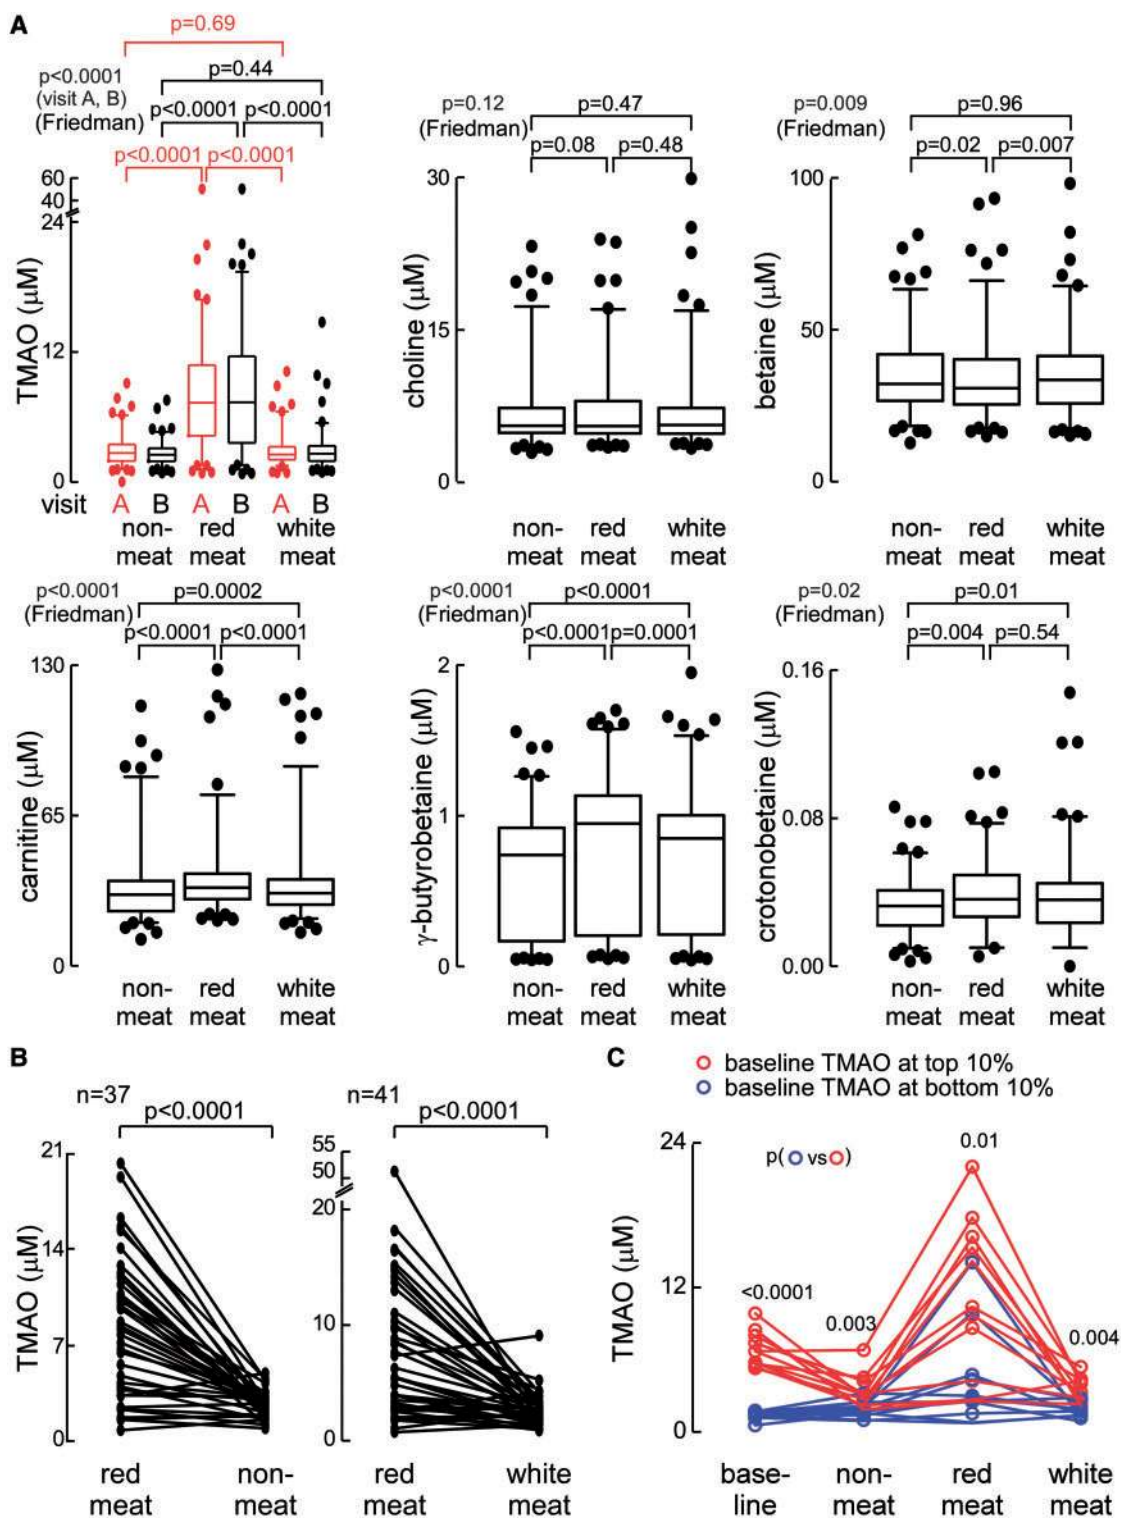 A
p=0.69
p<0.0001
(visit A, B)
(Friedman)
p=0.44
p<0.0001 p<0.0001
p<0.0001 p<0.0001
60
40
24
12
0
TMAO (μM)
visit A B A B A B
non-
meat
red
meat
white
meat
p=0.12
(Friedman)
p=0.47
p=0.08 p=0.48
30
15
0
choline (μM)
non-
meat
red
meat
white
meat
p=0.009
(Friedman)
p=0.96
p=0.02 p=0.007
100
50
0
betaine (μM)
non-
meat
red
meat
white
meat
p<0.0001
(Friedman)
p=0.0002
p<0.0001 p<0.0001
130
65
0
carnitine (μM)
non-
meat
red
meat
white
meat
p<0.0001
(Friedman)
p<0.0001
p<0.0001 p=0.0001
2
1
0
γ-butyrobetaine (μM)
non-
meat
red
meat
white
meat
p=0.02
(Friedman)
p=0.01
p=0.004 p=0.54
0.16
0.08
0.00
crotonobetaine (μM)
non-
meat
red
meat
white
meat
B
n=37
p<0.0001
21
14
7
0
TMAO (μM)
red
meat
non-
meat
n=41
p<0.0001
55
50
20
10
0
red
meat
white
meat
C
baseline TMAO at top 10%
baseline TMAO at bottom 10%
p( vs )
24
12
0
TMAO (μM)
<0.0001
0.003
0.01
0.004
base-
line
non-
meat
red
meat
white
meat